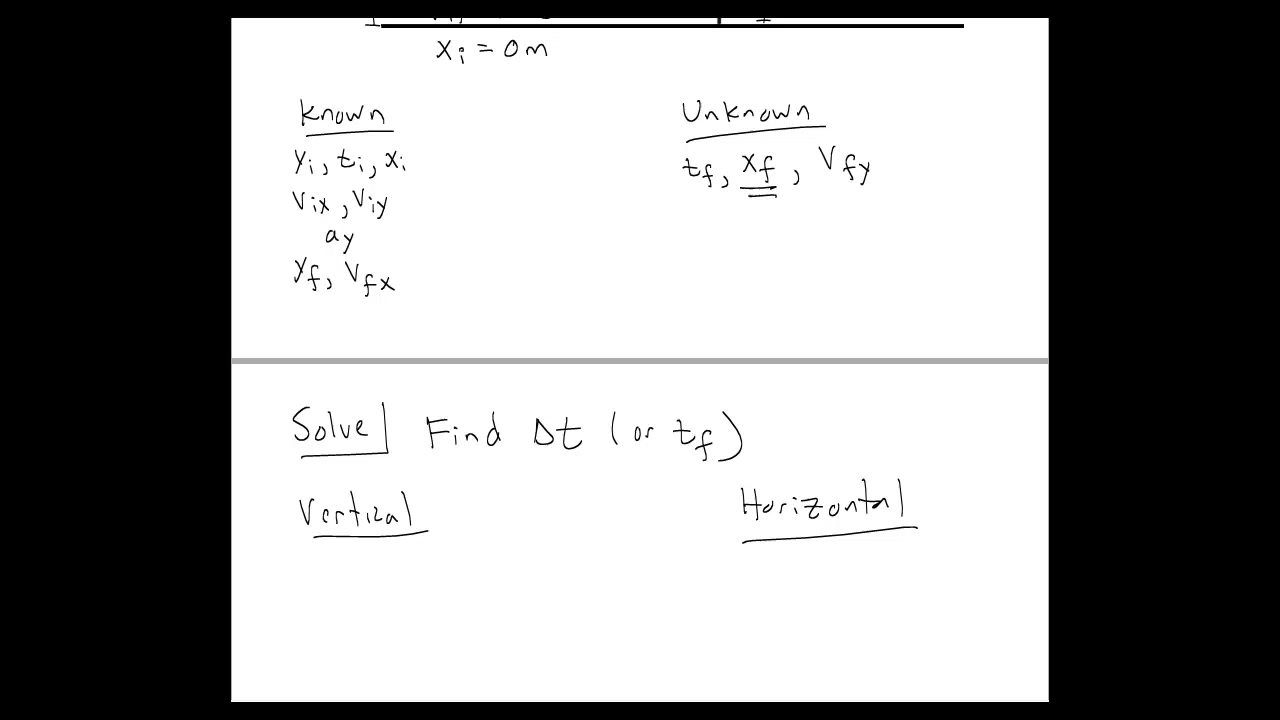 xi = 0m
Known
Unknown
yi, ti, xi
tf, xf, Vfy
Vix, Viy
ay
yf, Vfx
Solve Find Δt (or tf)
Vertical
Horizontal